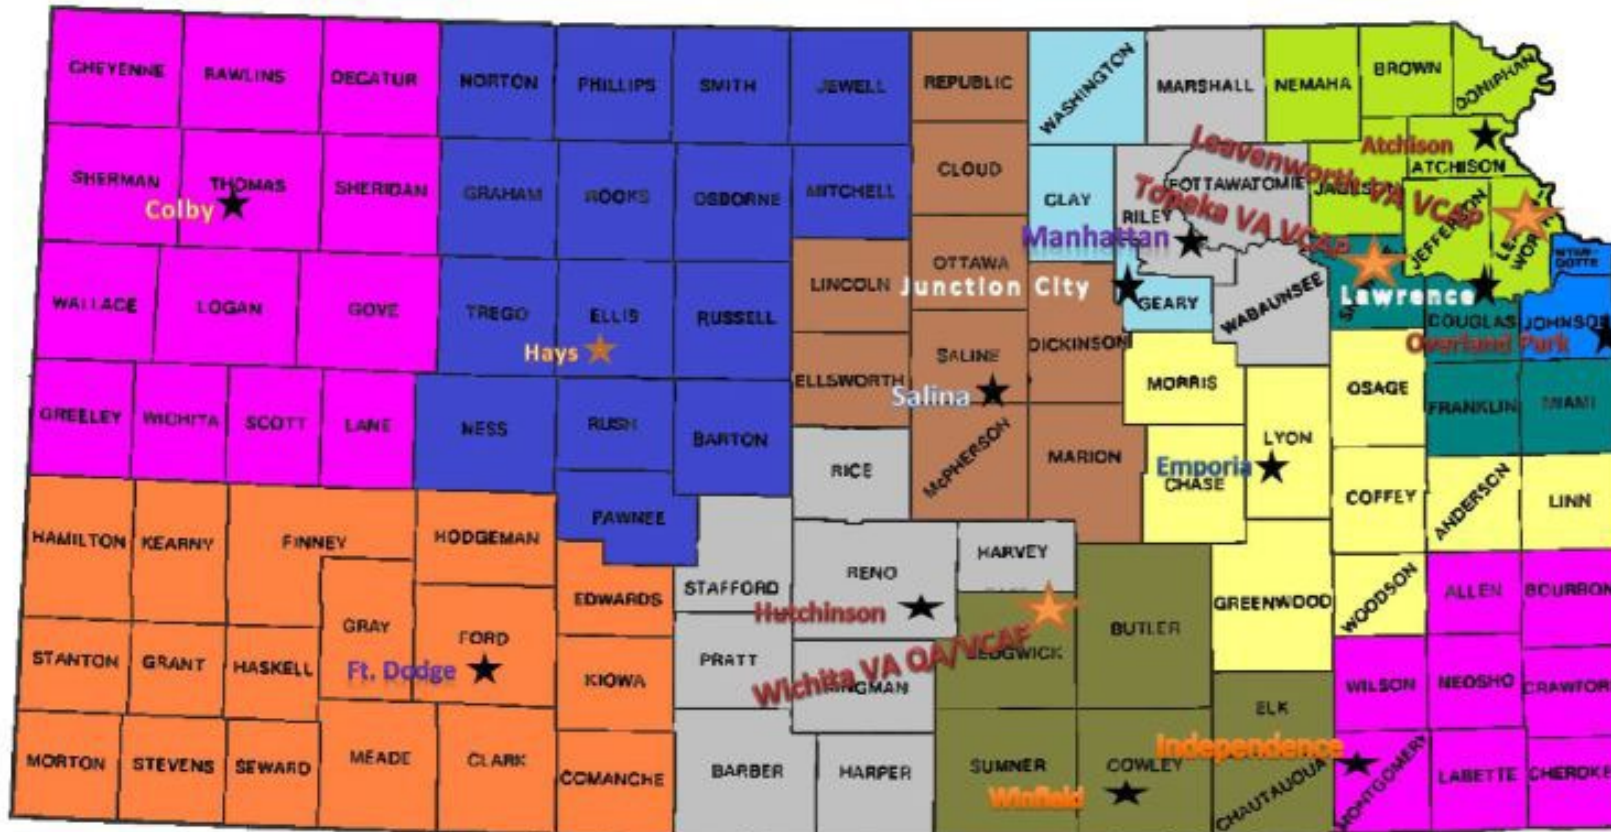 CHEYENNE
RAWLINS
DECATUR
NORTON
PHILLIPS
SMITH
JEWELL
REPUBLIC
WASHINGTON
MARSHALL
NEMAHA
BROWN
DONIPHAN
SHERMAN
THOMAS
Colby
SHERIDAN
GRAHAM
ROOKS
OSBORNE
MITCHELL
CLOUD
CLAY
RILEY
Manhattan
POTTAWATOMIE
Leavenworth VA VCAP
Topeka VA VCAP
Atchison
ATCHISON
JEFFERSON
WALLACE
LOGAN
GOVE
TREGO
ELLIS
Hays
RUSSELL
LINCOLN
OTTAWA
Junction City
GEARY
WABAUNSEE
Lawrence
DOUGLAS
JOHNSO
Overland Park
SALINE
Salina
DICKINSON
ELLSWORTH
MORRIS
OSAGE
FRANKLIN
MIAMI
GREELEY
WICHITA
SCOTT
LANE
NESS
RUSH
BARTON
RICE
McPHERSON
MARION
Emporia
CHASE
LYON
COFFEY
ANDERSON
LINN
HAMILTON
KEARNY
FINNEY
HODGEMAN
PAWNEE
STAFFORD
RENO
Hutchinson
HARVEY
BUTLER
GREENWOOD
WOODSON
ALLEN
BOURBON
EDWARDS
GRAY
FORD
Ft. Dodge
STANTON
GRANT
HASKELL
KIOWA
PRATT
Wichita VA OA/VCAP
INGMAN
SEDGWICK
ELK
WILSON
NEOSHO
CRAWFOR
MORTON
STEVENS
SEWARD
MEADE
CLARK
COMANCHE
BARBER
HARPER
SUMNER
Winfield
COWLEY
Independence
CHAUTAUQUA
MONTGOMERY
LABETTE
CHEROKE